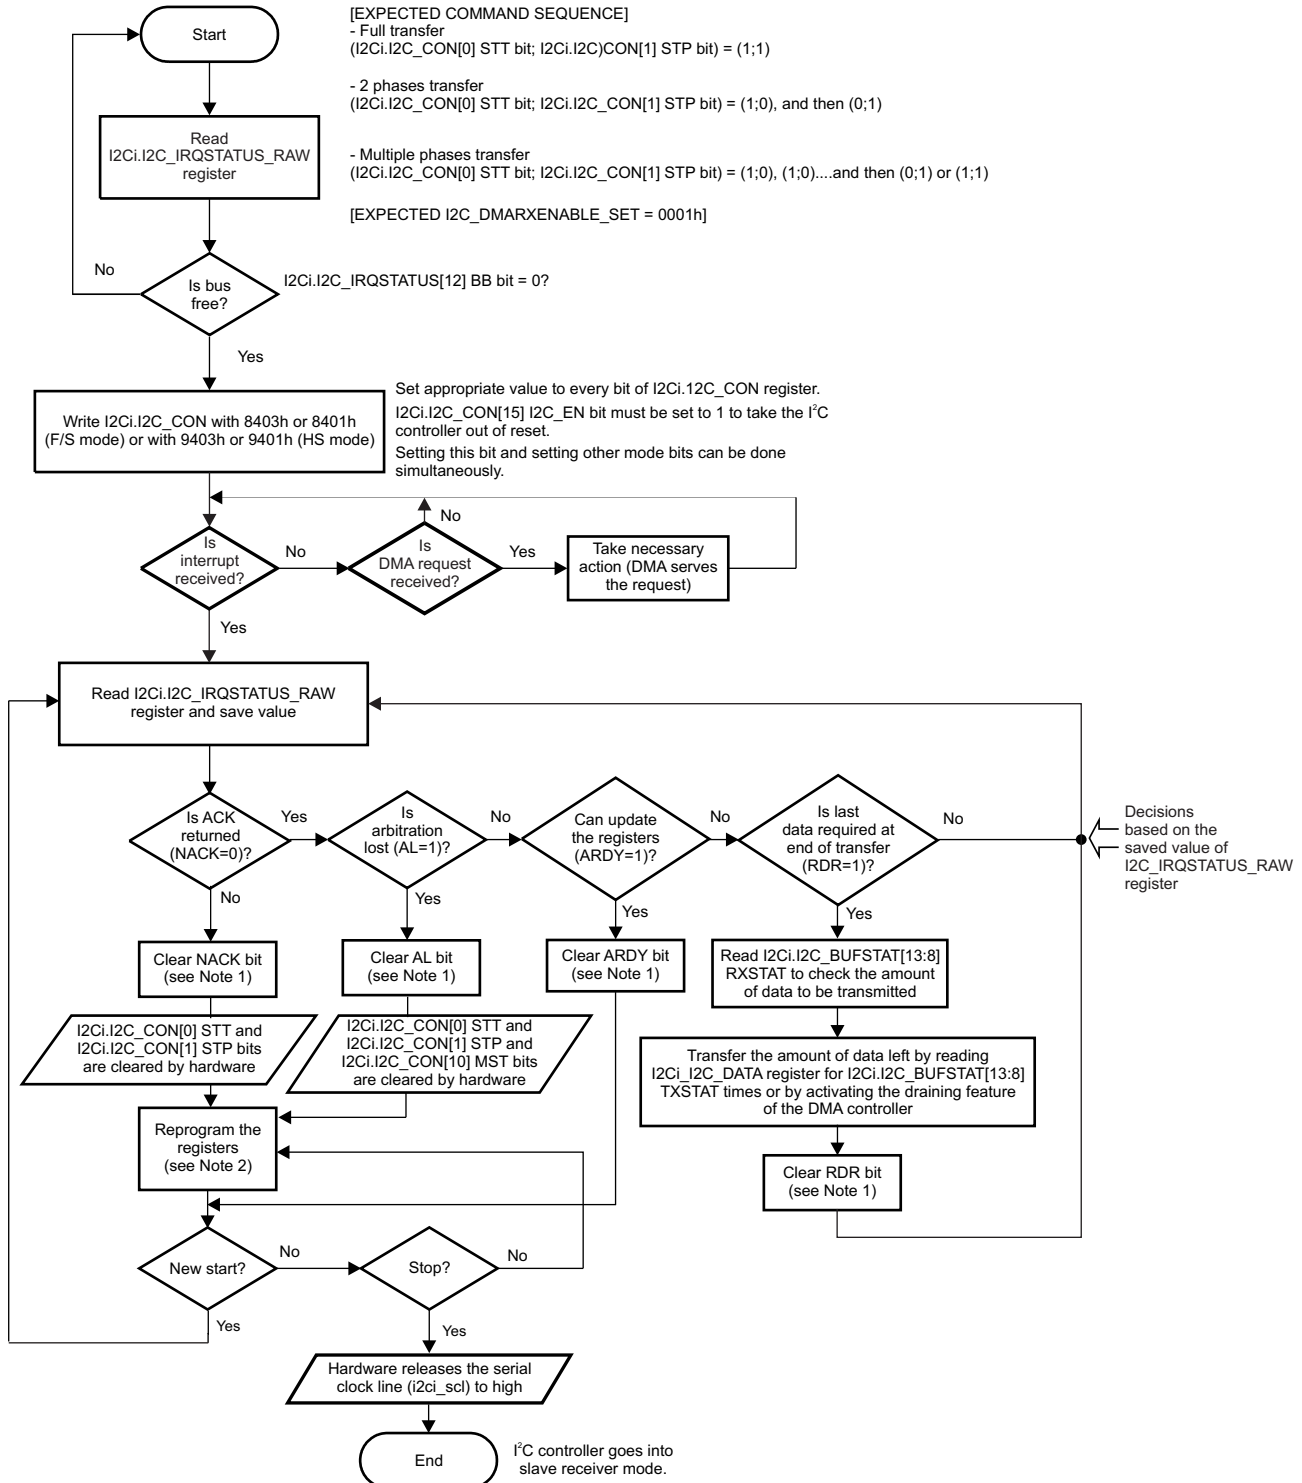 Start
[EXPECTED COMMAND SEQUENCE]
- Full transfer
(I2Ci.I2C_CON[0] STT bit; I2Ci.I2C)CON[1] STP bit) = (1;1)
- 2 phases transfer
(I2Ci.I2C_CON[0] STT bit; I2Ci.I2C_CON[1] STP bit) = (1;0), and then (0;1)
- Multiple phases transfer
(I2Ci.I2C_CON[0] STT bit; I2Ci.I2C_CON[1] STP bit) = (1;0), (1;0)....and then (0;1) or (1;1)
[EXPECTED I2C_DMARXENABLE_SET = 0001h]
Read
I2Ci.I2C_IRQSTATUS_RAW
register
No
Is bus
free?
I2Ci.I2C_IRQSTATUS[12] BB bit = 0?
Yes
Write I2Ci.I2C_CON with 8403h or 8401h
(F/S mode) or with 9403h or 9401h (HS mode)
Set appropriate value to every bit of I2Ci.12C_CON register.
I2Ci.I2C_CON[15] I2C_EN bit must be set to 1 to take the I²C
controller out of reset.
Setting this bit and setting other mode bits can be done
simultaneously.
Is
interrupt
received?
No
Is
DMA request
received?
No
Yes
Take necessary
action (DMA serves
the request)
Yes
Read I2Ci.I2C_IRQSTATUS_RAW
register and save value
Is ACK
returned
(NACK=0)?
Yes
Is
arbitration
lost (AL=1)?
No
Can update
the registers
(ARDY=1)?
No
Is last
data required at
end of transfer
(RDR=1)?
No
Decisions
based on the
saved value of
I2C_IRQSTATUS_RAW
register
No
Yes
Yes
Yes
Clear NACK bit
(see Note 1)
Clear AL bit
(see Note 1)
Clear ARDY bit
(see Note 1)
Read I2Ci.I2C_BUFSTAT[13:8]
RXSTAT to check the amount
of data to be transmitted
I2Ci.I2C_CON[0] STT and
I2Ci.I2C_CON[1] STP bits
are cleared by hardware
I2Ci.I2C_CON[0] STT and
I2Ci.I2C_CON[1] STP and
I2Ci.I2C_CON[10] MST bits
are cleared by hardware
Transfer the amount of data left by reading
I2Ci_I2C_DATA register for I2Ci.I2C_BUFSTAT[13:8]
TXSTAT times or by activating the draining feature
of the DMA controller
Reprogram the
registers
(see Note 2)
Clear RDR bit
(see Note 1)
New start?
No
Stop?
No
Yes
Yes
Hardware releases the serial
clock line (i2ci_scl) to high
End
I²C controller goes into
slave receiver mode.